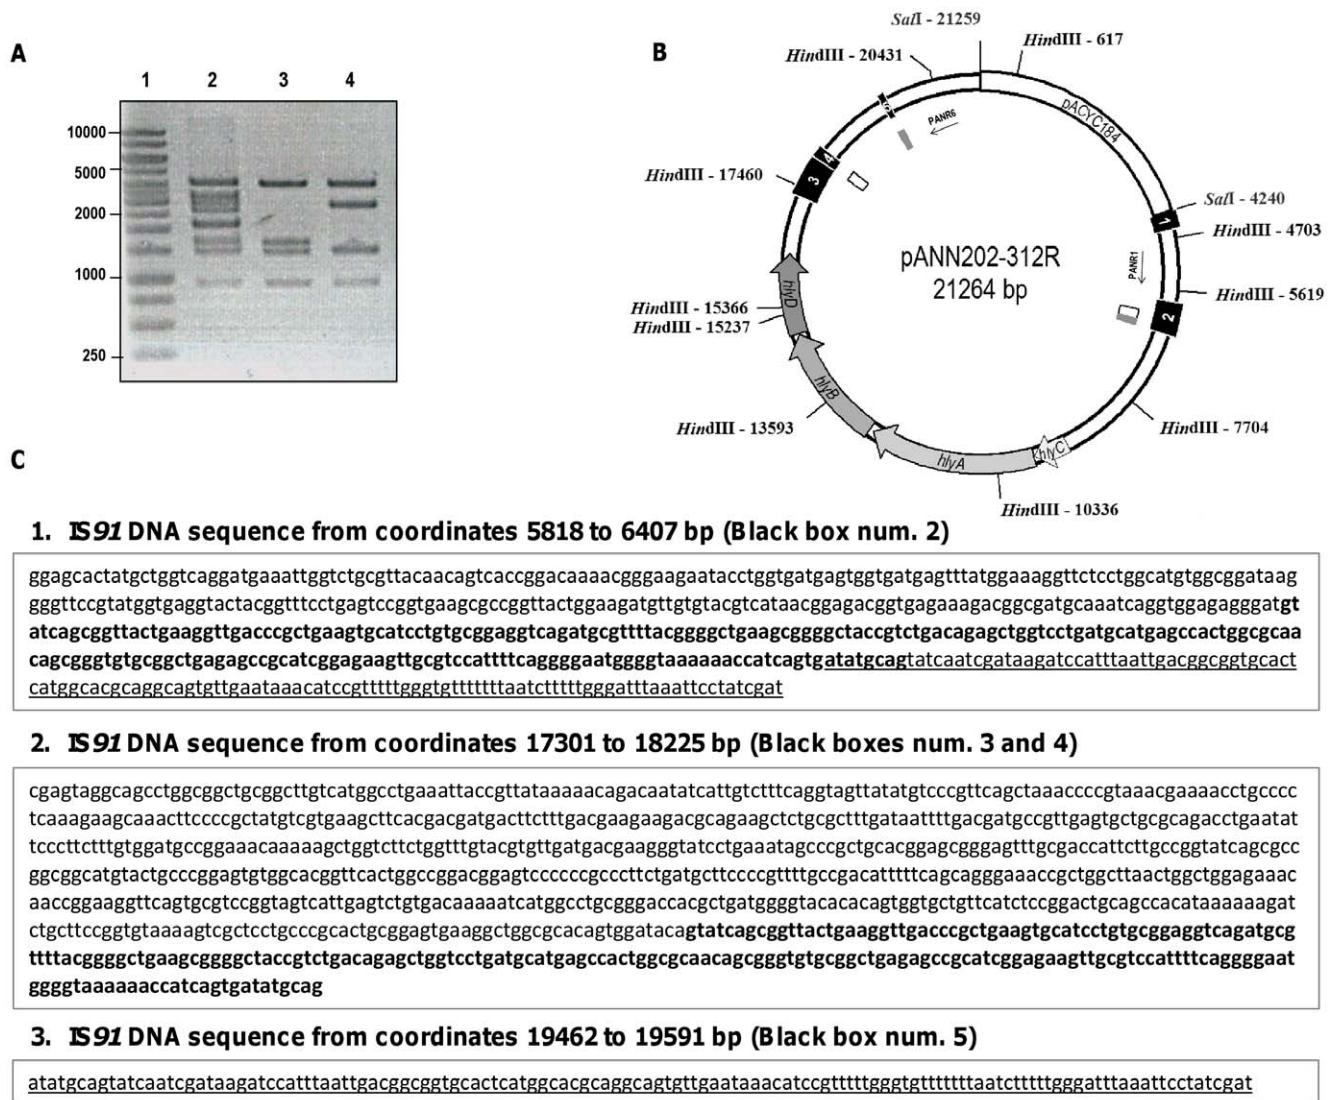 A
1 2 3 4
10000
5000
2000
1000
250
B
SalI - 21259
HindIII - 617
HindIII - 20431
pACYC184
PANR6
5
4
3
HindIII - 17460
SalI - 4240
1
HindIII - 4703
PANR1
pANN202-312R
21264 bp
HindIII - 5619
2
hlyD
HindIII - 15366
HindIII - 15237
hlyB
HindIII - 13593
HindIII - 7704
hlyC
hlyA
HindIII - 10336
C
1. IS91 DNA sequence from coordinates 5818 to 6407 bp (Black box num. 2)
ggagcactatgctggtcaggatgaaattggtctgcgttacaacagtcaccggacaaaacgggaagaatacctggtgatgagtggtgatgagtttatggaaaggttctcctggcatgtggcggataag
gggttccgtatggtgaggtactacggtttcctgagtccggtgaagcgccggttactggaagatgttgtgtacgtcataacggagacggtgagaaagacggcgatgcaaatcaggtggagagggatgt
atcagcggttactgaaggttgacccgctgaagtgcatcctgtgcggaggtcagatgcgttttacggggctgaagcggggctaccgtctgacagagctggtcctgatgcatgagccactggcgcaa
cagcgggtgtgcggctgagagccgcatcggagaagttgcgtccattttcaggggaatggggtaaaaaaccatcagtgatatgcagtatcaatcgataagatccatttaattgacggcggtgcact
catggcacgcaggcagtgttgaataaacatccgtttttgggtgtttttttaatctttttgggatttaaattcctatcgat
2. IS91 DNA sequence from coordinates 17301 to 18225 bp (Black boxes num. 3 and 4)
cgagtaggcagcctggcggctgcggcttgtcatggcctgaaattaccgttataaaaaacagacaatatcattgtctttcaggtagttatatgtcccgttcagctaaaccccgtaaacgaaaacctgcccc
tcaaagaagcaaacttccccgctatgtcgtgaagcttcacgacgatgacttctttgacgaagaagacgcagaagctctgcgctttgataattttgacgatgccgttgagtgctgcgcagacctgaatat
tcccttctttgtggatgccggaaacaaaaagctggtcttctggtttgtacgtgttgatgacgaagggtatcctgaaatagcccgctgcacggagcgggagtttgcgaccattcttgccggtatcagcgcc
ggcggcatgtactgcccggagtgtggcacggttcactggccggacggagtccccccgcccttctgatgcttccccgttttgccgacatttttcagcagggaaaccgctggcttaactggctggagaaac
aaccggaaggttcagtgcgtccggtagtcattgagtctgtgacaaaaatcatggcctgcgggaccacgctgatggggtacacacagtggtgctgttcatctccggactgcagccacataaaaaagat
ctgcttccggtgtaaaagtcgctcctgcccgcactgcggagtgaaggctggcgcacagtggatacagtatcagcggttactgaaggttgacccgctgaagtgcatcctgtgcggaggtcagatgcg
ttttacggggctgaagcggggctaccgtctgacagagctggtcctgatgcatgagccactggcgcaacagcgggtgtgcggctgagagccgcatcggagaagttgcgtccattttcaggggaat
ggggtaaaaaaccatcagtgatatgcag
3. IS91 DNA sequence from coordinates 19462 to 19591 bp (Black box num. 5)
atatgcagtatcaatcgataagatccatttaattgacggcggtgcactcatggcacgcaggcagtgttgaataaacatccgtttttgggtgtttttttaatctttttgggatttaaattcctatcgat